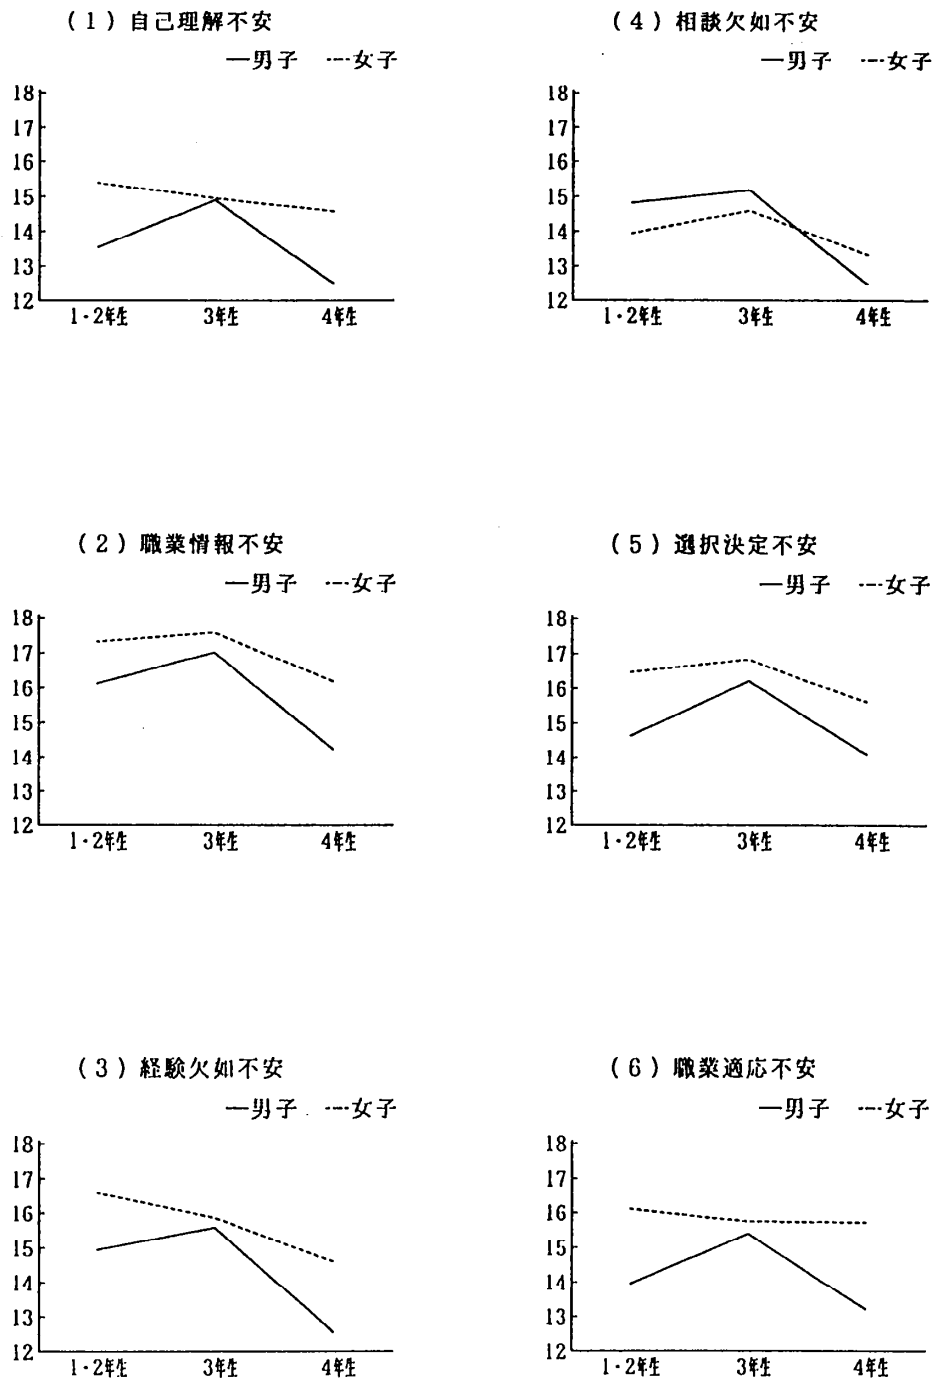 (1)自己理解不安
—男子 ---女子
18
17
16
15
14
13
12
1・2年生 3年生 4年生
(2)職業情報不安
—男子 ---女子
18
17
16
15
14
13
12
1・2年生 3年生 4年生
(3)経験欠如不安
—男子 ---女子
18
17
16
15
14
13
12
1・2年生 3年生 4年生
(4)相談欠如不安
—男子 ---女子
18
17
16
15
14
13
12
1・2年生 3年生 4年生
(5)選択決定不安
—男子 ---女子
18
17
16
15
14
13
12
1・2年生 3年生 4年生
(6)職業適応不安
—男子 ---女子
18
17
16
15
14
13
12
1・2年生 3年生 4年生